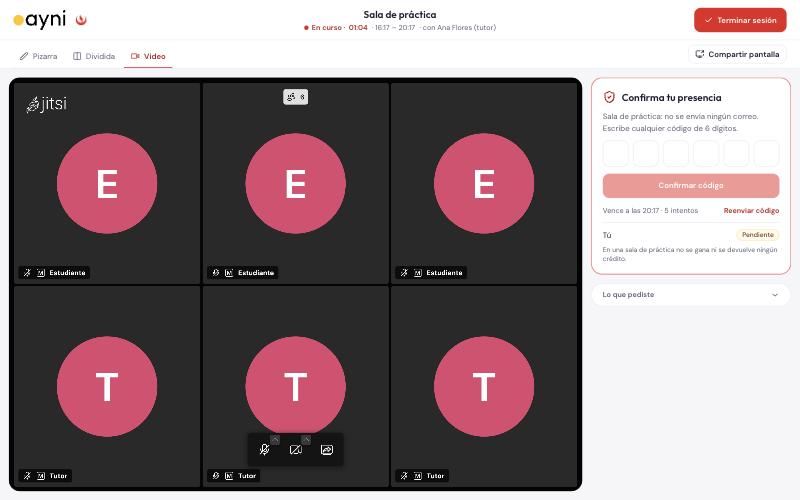 ayni
Sala de práctica
En curso · 01:04 · 16:17 – 20:17 · con Ana Flores (tutor)
Terminar sesión
Pizarra
Dividida
Video
Compartir pantalla
jitsi
6
E
E
E
M Estudiante
M Estudiante
M Estudiante
T
T
T
M Tutor
M Tutor
M Tutor
Confirma tu presencia
Sala de práctica: no se envía ningún correo.
Escribe cualquier código de 6 dígitos.
Confirmar código
Vence a las 20:17 · 5 intentos
Reenviar código
Tú
Pendiente
En una sala de práctica no se gana ni se devuelve ningún
crédito.
Lo que pediste